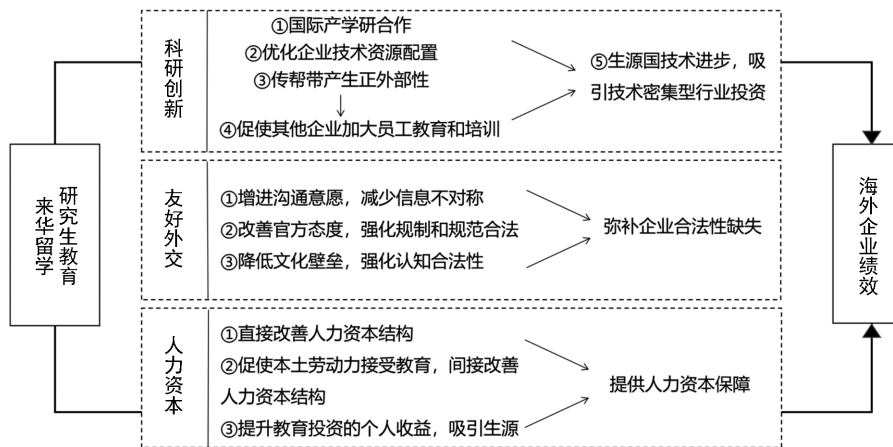 来华留学
研究生教育
科研创新
①国际产学研合作
②优化企业技术资源配置
③传帮带产生正外部性
④促使其他企业加大员工教育和培训
⑤生源国技术进步，吸
引技术密集型行业投资
友好外交
①增进沟通意愿，减少信息不对称
②改善官方态度，强化规制和规范合法
③降低文化壁垒，强化认知合法性
弥补企业合法性缺失
人力资本
①直接改善人力资本结构
②促使本土劳动力接受教育，间接改善
人力资本结构
③提升教育投资的个人收益，吸引生源
提供人力资本保障
海外企业绩效